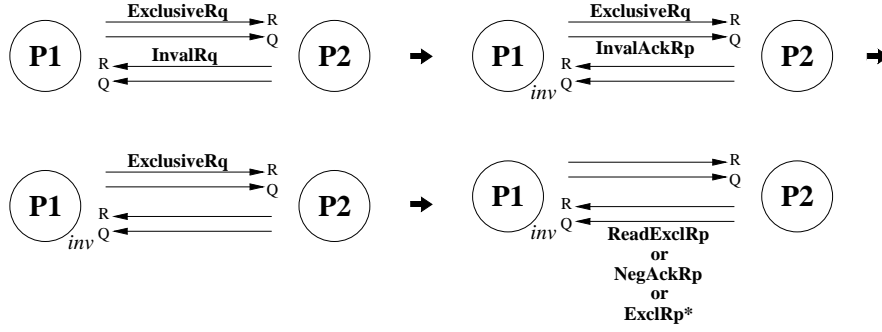 ExclusiveRq
R
P1
Q
P2
InvalRq
R
Q
ExclusiveRq
R
P1
Q
P2
InvalAckRp
R
Q
inv
ExclusiveRq
R
P1
Q
P2
R
Q
inv
R
P1
Q
P2
R
Q
inv
ReadExclRp
or
NegAckRp
or
ExclRp*